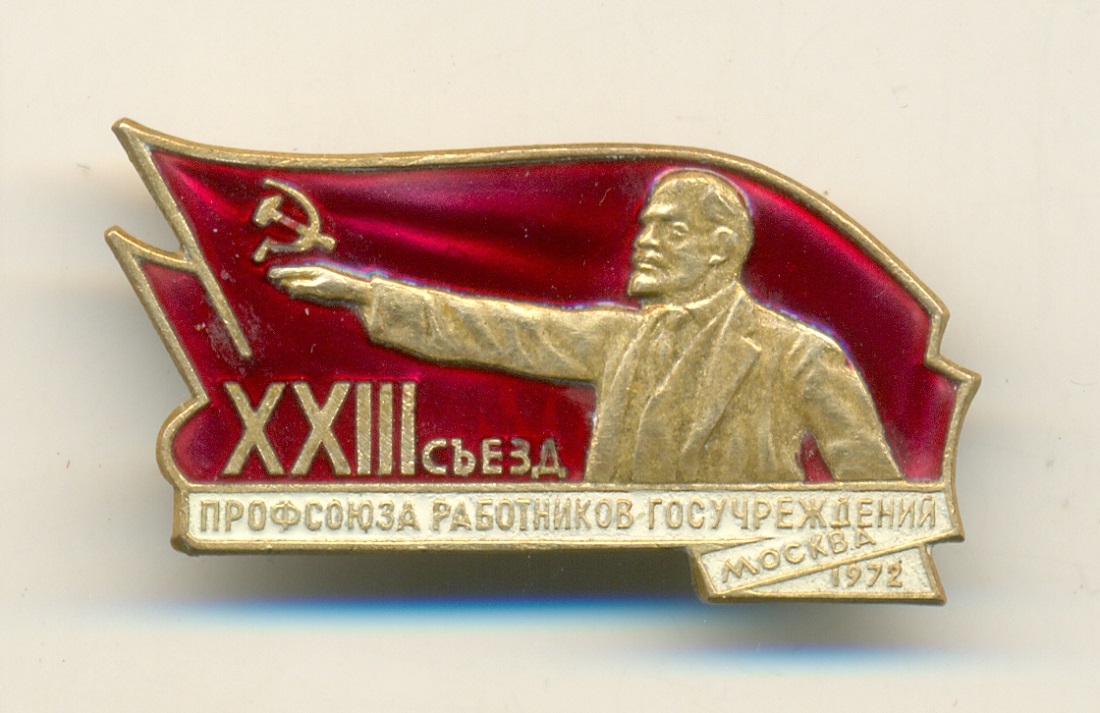 XXIII СЪЕЗД
ПРОФСОЮЗА РАБОТНИКОВ ГОСУЧРЕЖДЕНИЙ
МОСКВА
1972